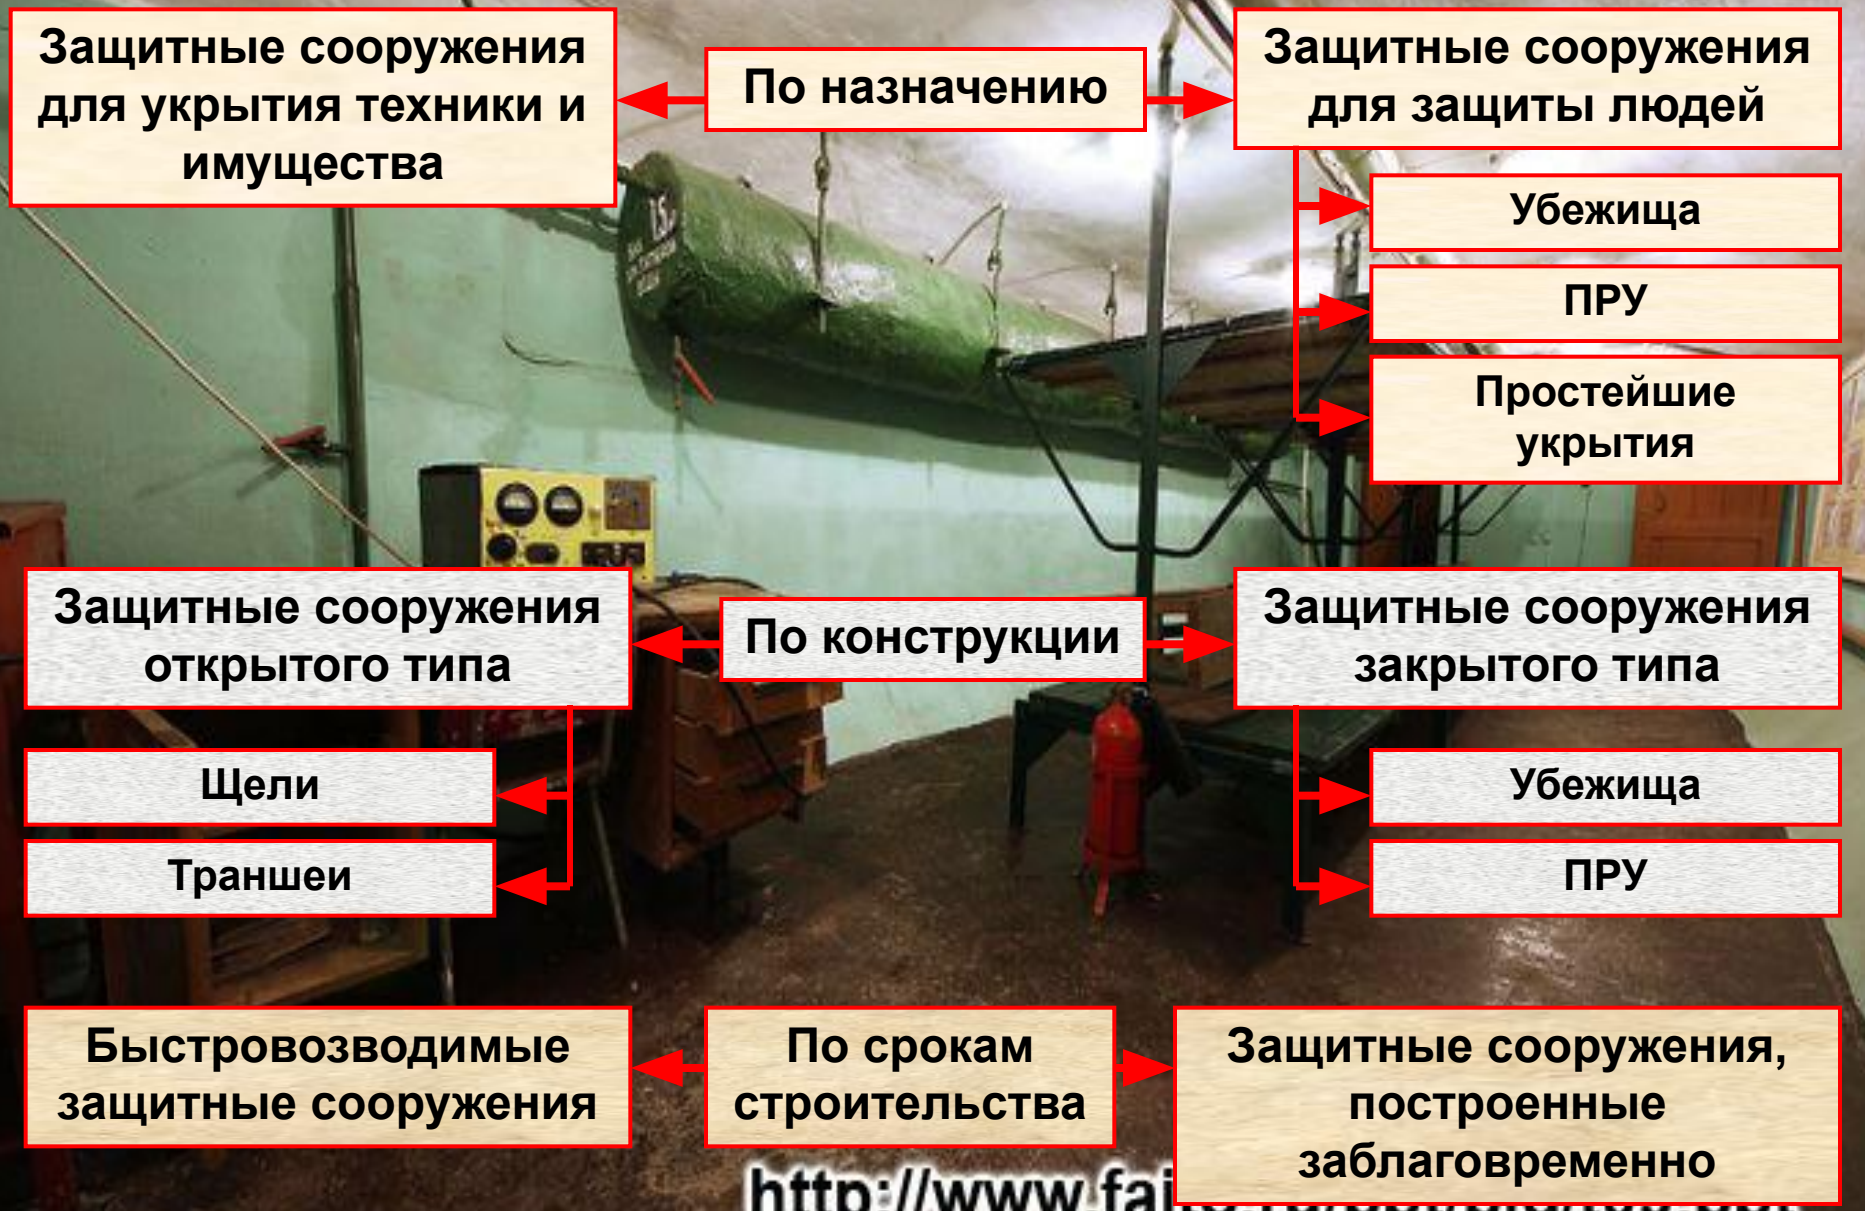 Защитные сооружения
для укрытия техники и
имущества
По назначению
Защитные сооружения
для защиты людей
Убежища
ПРУ
Простейшие
укрытия
Защитные сооружения
открытого типа
По конструкции
Защитные сооружения
закрытого типа
Щели
Траншеи
Убежища
ПРУ
Быстровозводимые
защитные сооружения
По срокам
строительства
Защитные сооружения,
построенные
заблаговременно